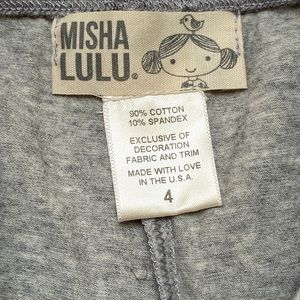 MISHA
LULU®
90% COTTON
10% SPANDEX
EXCLUSIVE OF
DECORATION
FABRIC AND TRIM
MADE WITH LOVE
IN THE U.S.A.
4